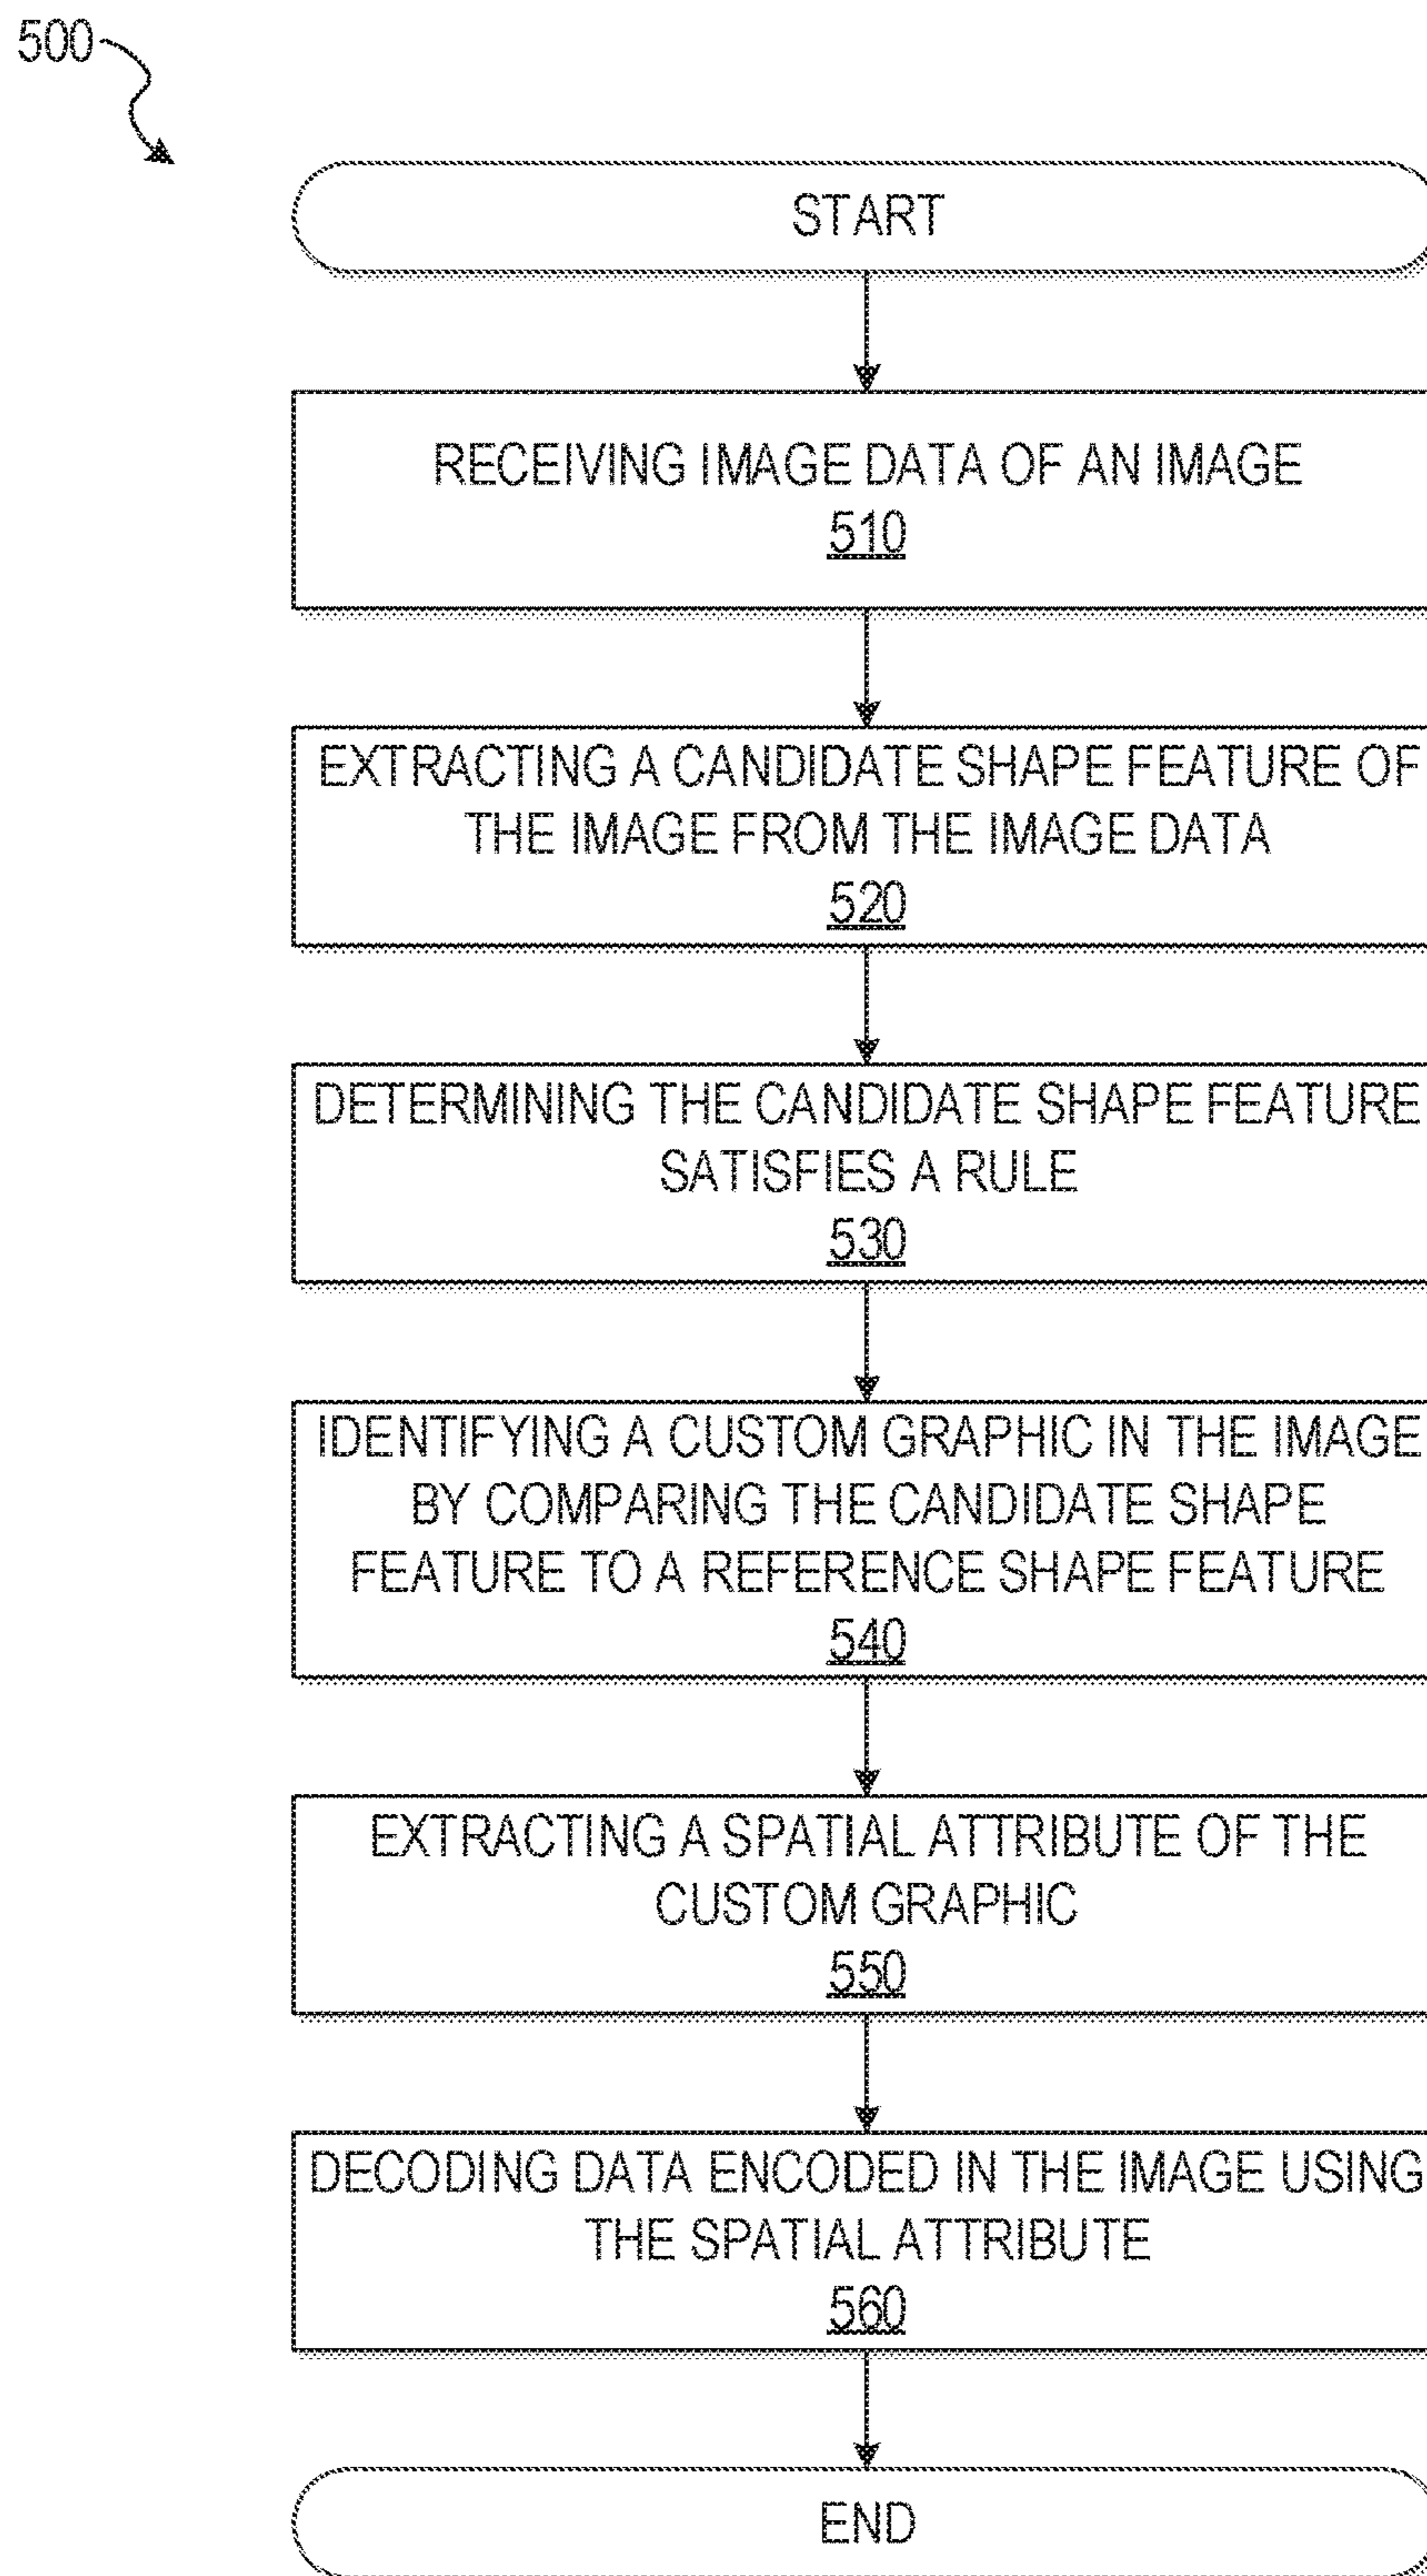 500
START
RECEIVING IMAGE DATA OF AN IMAGE
510
EXTRACTING A CANDIDATE SHAPE FEATURE OF
THE IMAGE FROM THE IMAGE DATA
520
DETERMINING THE CANDIDATE SHAPE FEATURE
SATISFIES A RULE
530
IDENTIFYING A CUSTOM GRAPHIC IN THE IMAGE
BY COMPARING THE CANDIDATE SHAPE
FEATURE TO A REFERENCE SHAPE FEATURE
540
EXTRACTING A SPATIAL ATTRIBUTE OF THE
CUSTOM GRAPHIC
550
DECODING DATA ENCODED IN THE IMAGE USING
THE SPATIAL ATTRIBUTE
560
END